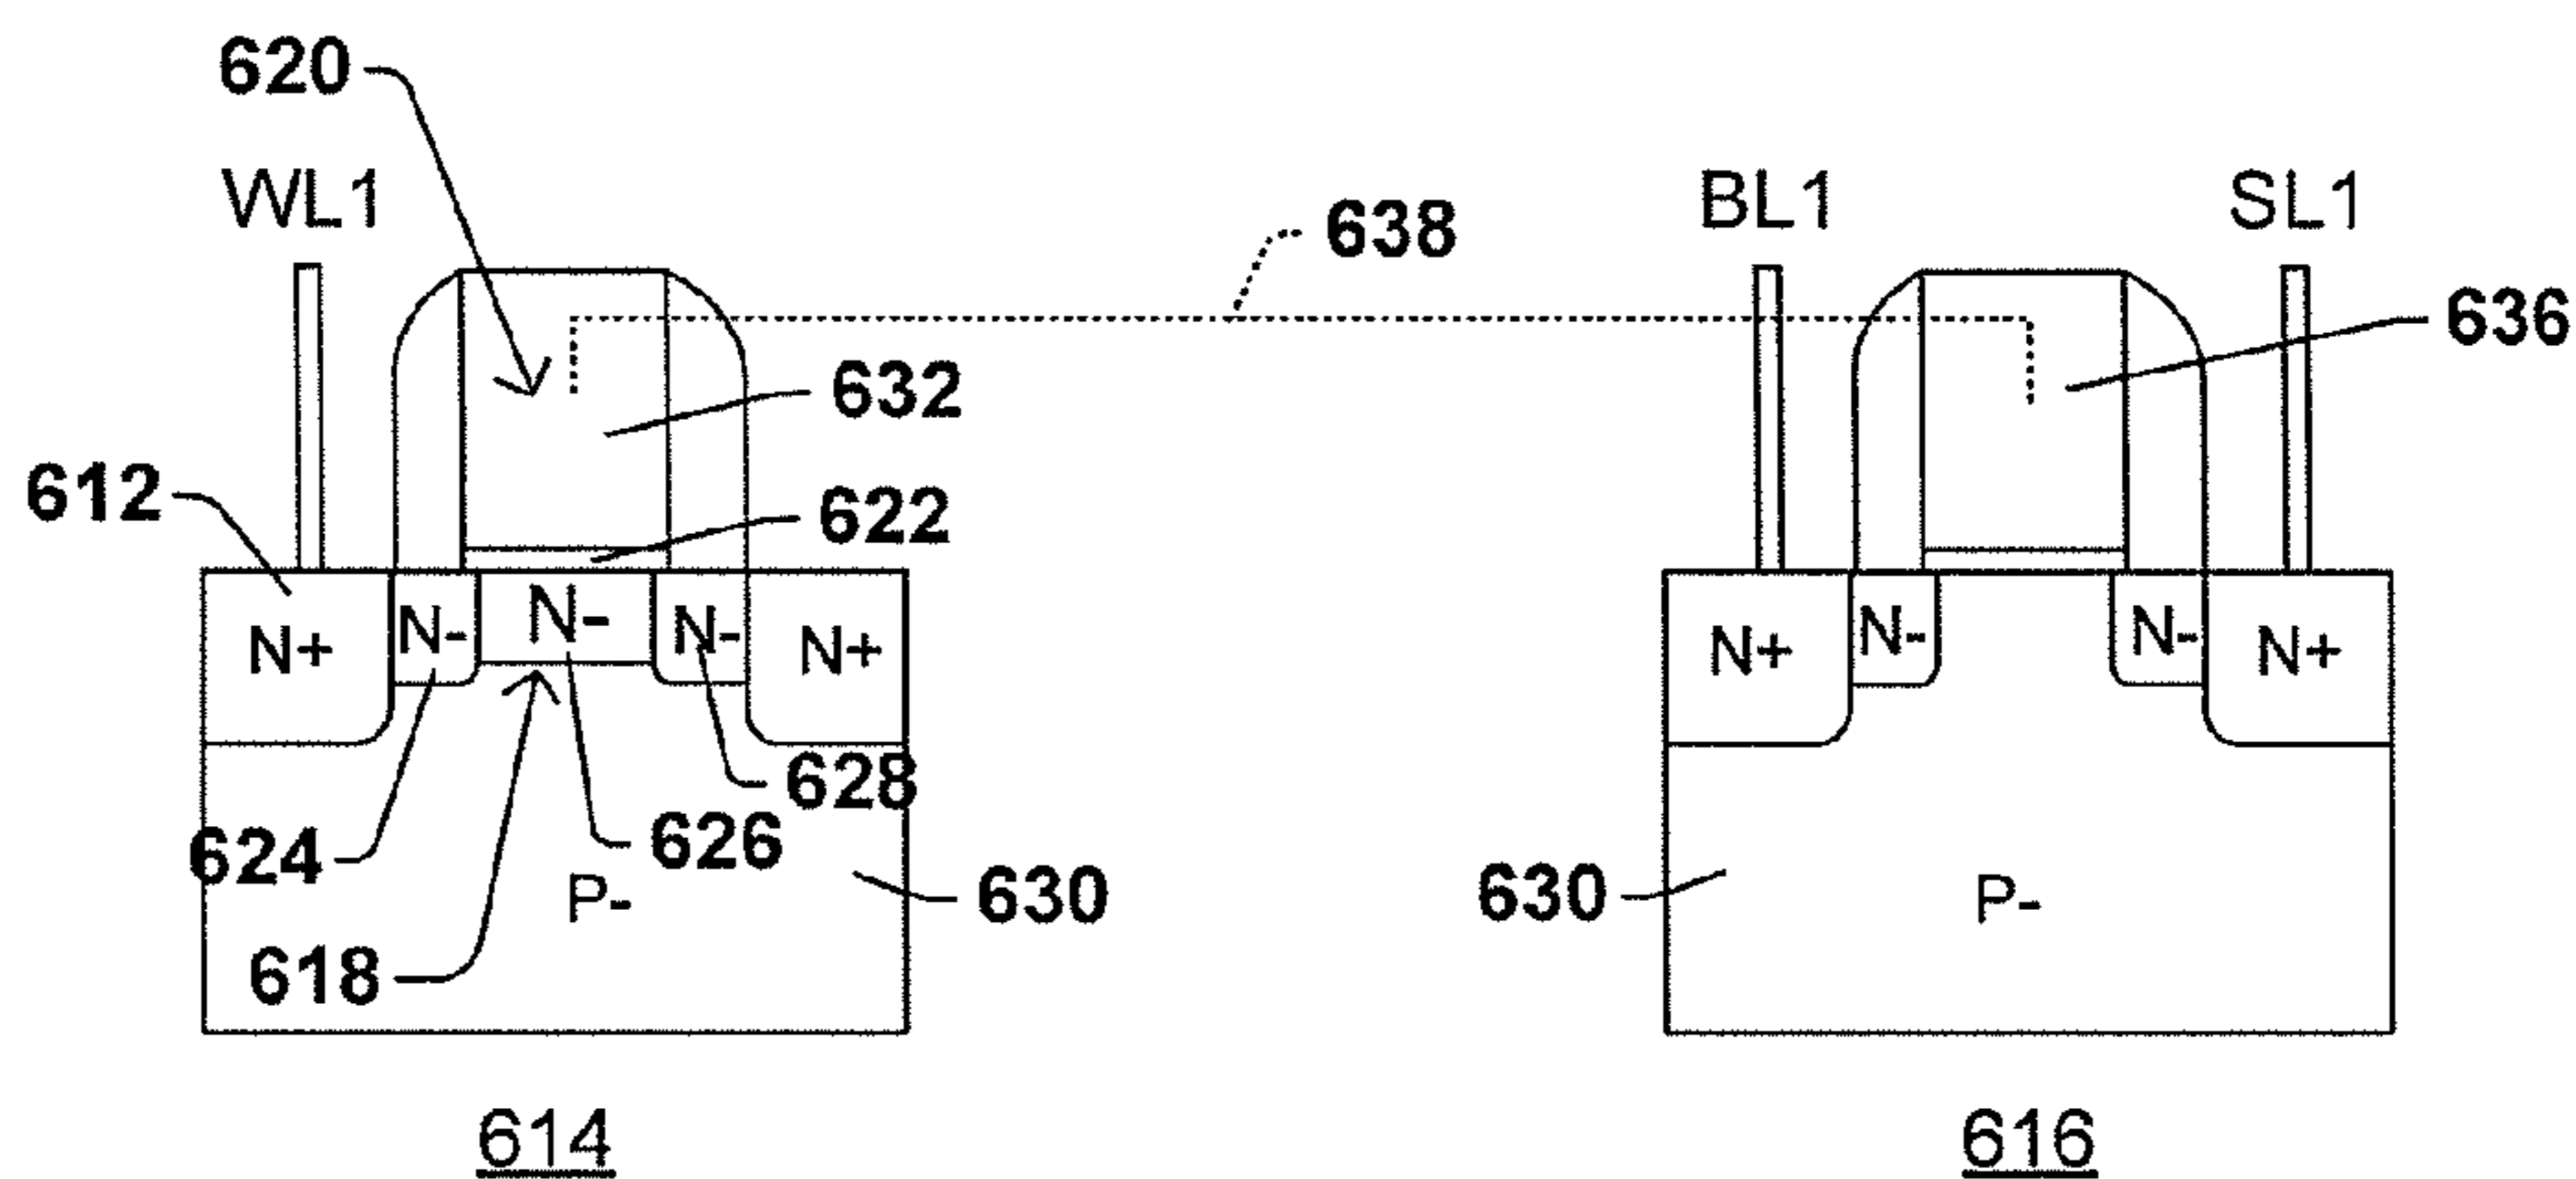 620
WL1
BL1
SL1
638
636
632
612
622
N+
N-
N-
N-
N+
N+
N-
N-
N+
628
624
626
630
P-
630
P-
618
614
616